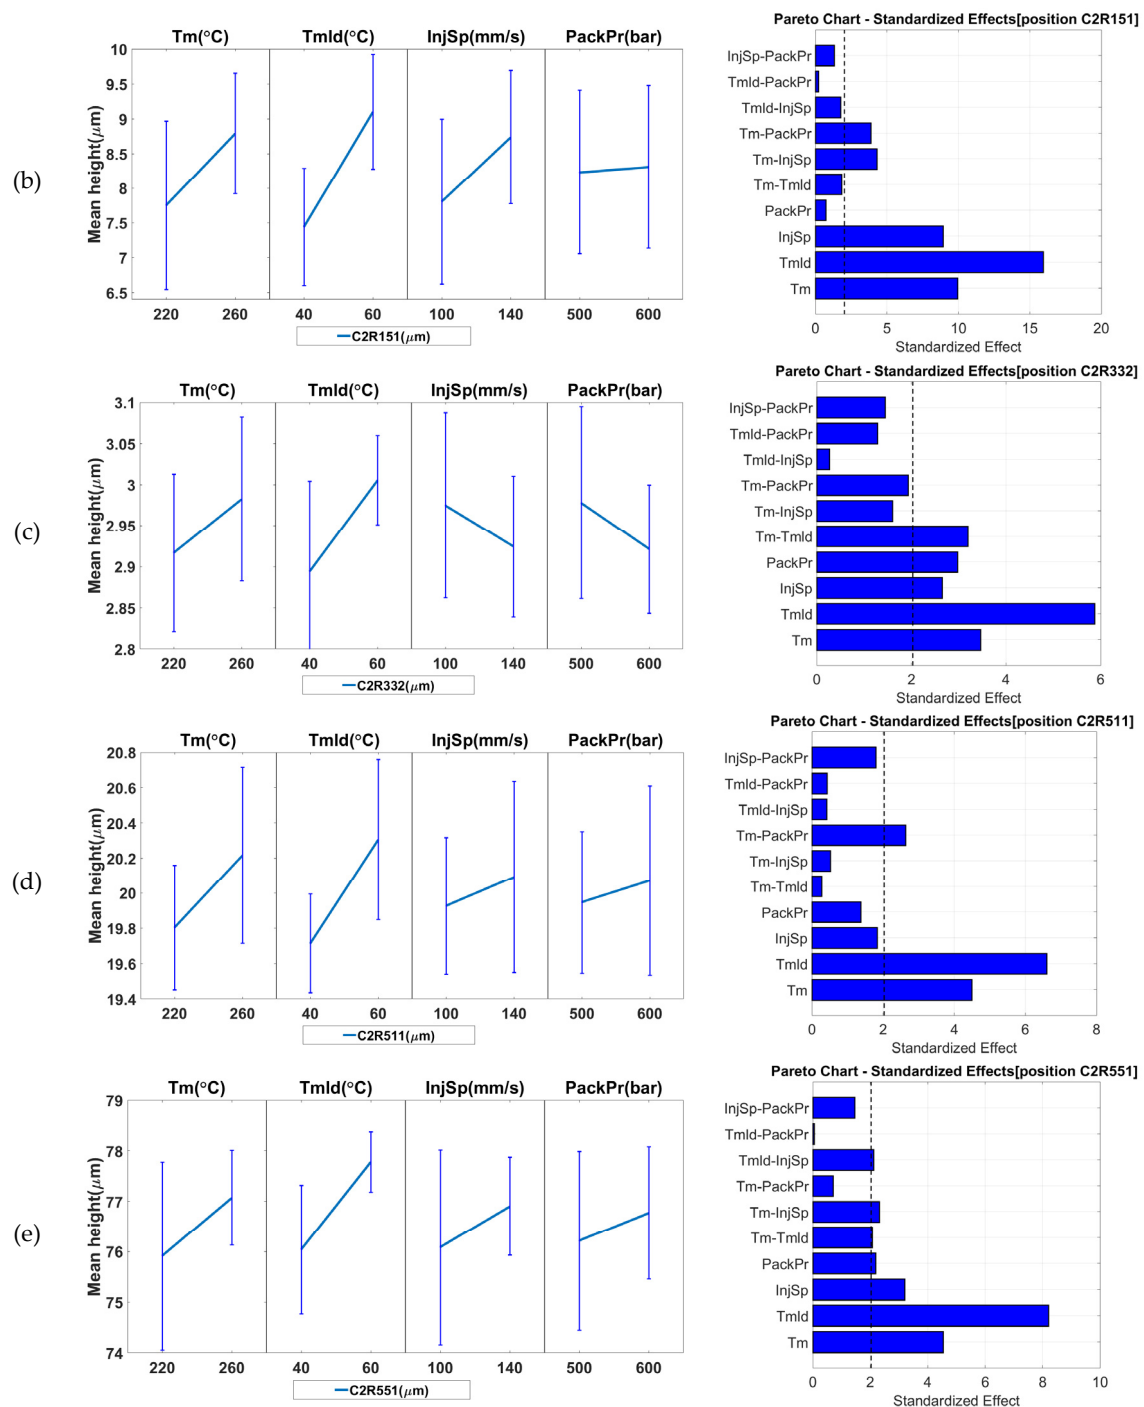 (b)
Tm(°C) Tmld(°C) InjSp(mm/s) PackPr(bar)
Mean height(μm)
10
9.5
9
8.5
8
7.5
7
6.5
220 260 40 60 100 140 500 600
C2R151(μm)
Pareto Chart - Standardized Effects[position C2R151]
InjSp-PackPr
Tmld-PackPr
Tmld-InjSp
Tm-PackPr
Tm-InjSp
Tm-Tmld
PackPr
InjSp
Tmld
Tm
0 5 10 15 20
Standardized Effect
(c)
Tm(°C) Tmld(°C) InjSp(mm/s) PackPr(bar)
Mean height(μm)
3.1
3.05
3
2.95
2.9
2.85
2.8
220 260 40 60 100 140 500 600
C2R332(μm)
Pareto Chart - Standardized Effects[position C2R332]
InjSp-PackPr
Tmld-PackPr
Tmld-InjSp
Tm-PackPr
Tm-InjSp
Tm-Tmld
PackPr
InjSp
Tmld
Tm
0 2 4 6
Standardized Effect
(d)
Tm(°C) Tmld(°C) InjSp(mm/s) PackPr(bar)
Mean height(μm)
20.8
20.6
20.4
20.2
20
19.8
19.6
19.4
220 260 40 60 100 140 500 600
C2R511(μm)
Pareto Chart - Standardized Effects[position C2R511]
InjSp-PackPr
Tmld-PackPr
Tmld-InjSp
Tm-PackPr
Tm-InjSp
Tm-Tmld
PackPr
InjSp
Tmld
Tm
0 2 4 6 8
Standardized Effect
(e)
Tm(°C) Tmld(°C) InjSp(mm/s) PackPr(bar)
Mean height(μm)
79
78
77
76
75
74
220 260 40 60 100 140 500 600
C2R551(μm)
Pareto Chart - Standardized Effects[position C2R551]
InjSp-PackPr
Tmld-PackPr
Tmld-InjSp
Tm-PackPr
Tm-InjSp
Tm-Tmld
PackPr
InjSp
Tmld
Tm
0 2 4 6 8 10
Standardized Effect